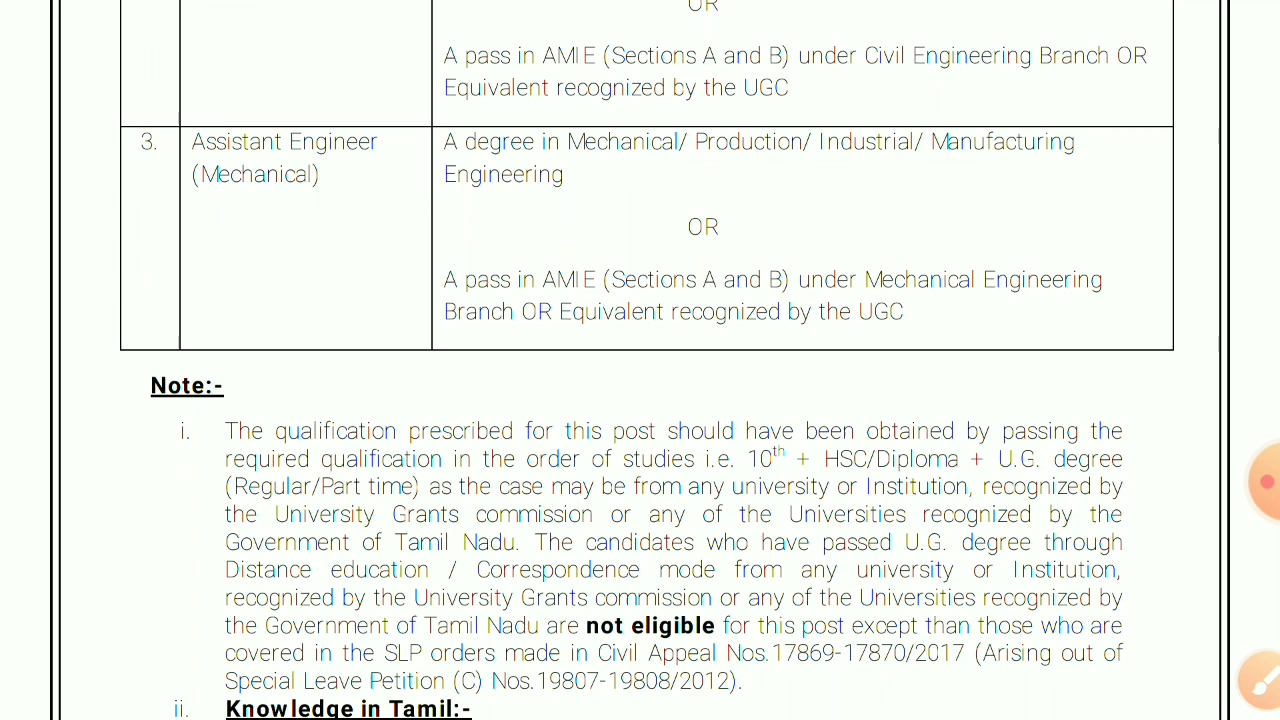 OR
A pass in AMIE (Sections A and B) under Civil Engineering Branch OR
Equivalent recognized by the UGC
3. Assistant Engineer (Mechanical)
A degree in Mechanical/ Production/ Industrial/ Manufacturing
Engineering
OR
A pass in AMIE (Sections A and B) under Mechanical Engineering
Branch OR Equivalent recognized by the UGC
Note:-
i. The qualification prescribed for this post should have been obtained by passing the
required qualification in the order of studies i.e. 10th + HSC/Diploma + U.G. degree
(Regular/Part time) as the case may be from any university or Institution, recognized by
the University Grants commission or any of the Universities recognized by the
Government of Tamil Nadu. The candidates who have passed U.G. degree through
Distance education / Correspondence mode from any university or Institution,
recognized by the University Grants commission or any of the Universities recognized by
the Government of Tamil Nadu are not eligible for this post except than those who are
covered in the SLP orders made in Civil Appeal Nos.17869-17870/2017 (Arising out of
Special Leave Petition (C) Nos.19807-19808/2012).
ii. Knowledge in Tamil:-